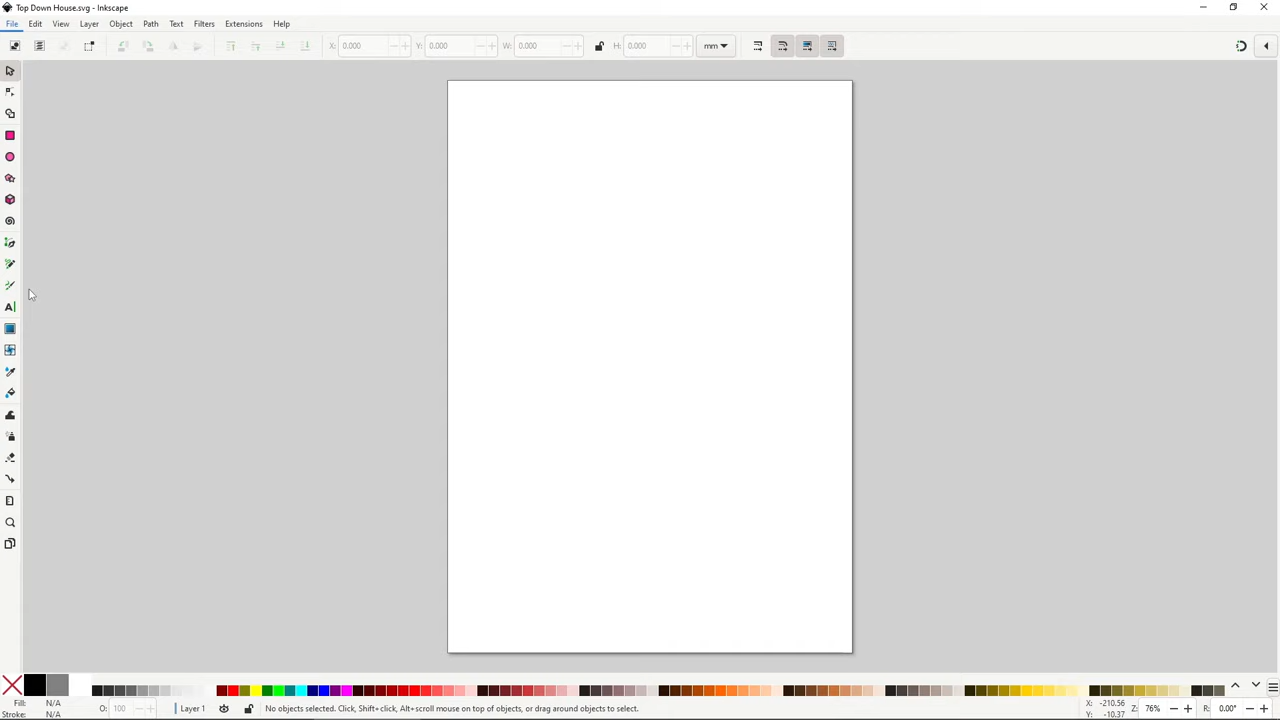 Top Down House.svg - Inkscape
File Edit View Layer Object Path Text Filters Extensions Help
X: 0.000 Y: 0.000 W: 0.000 H: 0.000 mm
Fill: N/A
Stroke: N/A
O: 100
Layer 1
No objects selected. Click, Shift+click, Alt+scroll mouse on top of objects, or drag around objects to select.
X: -210.56
Y: -10.37
Z: 76%
R: 0.00°